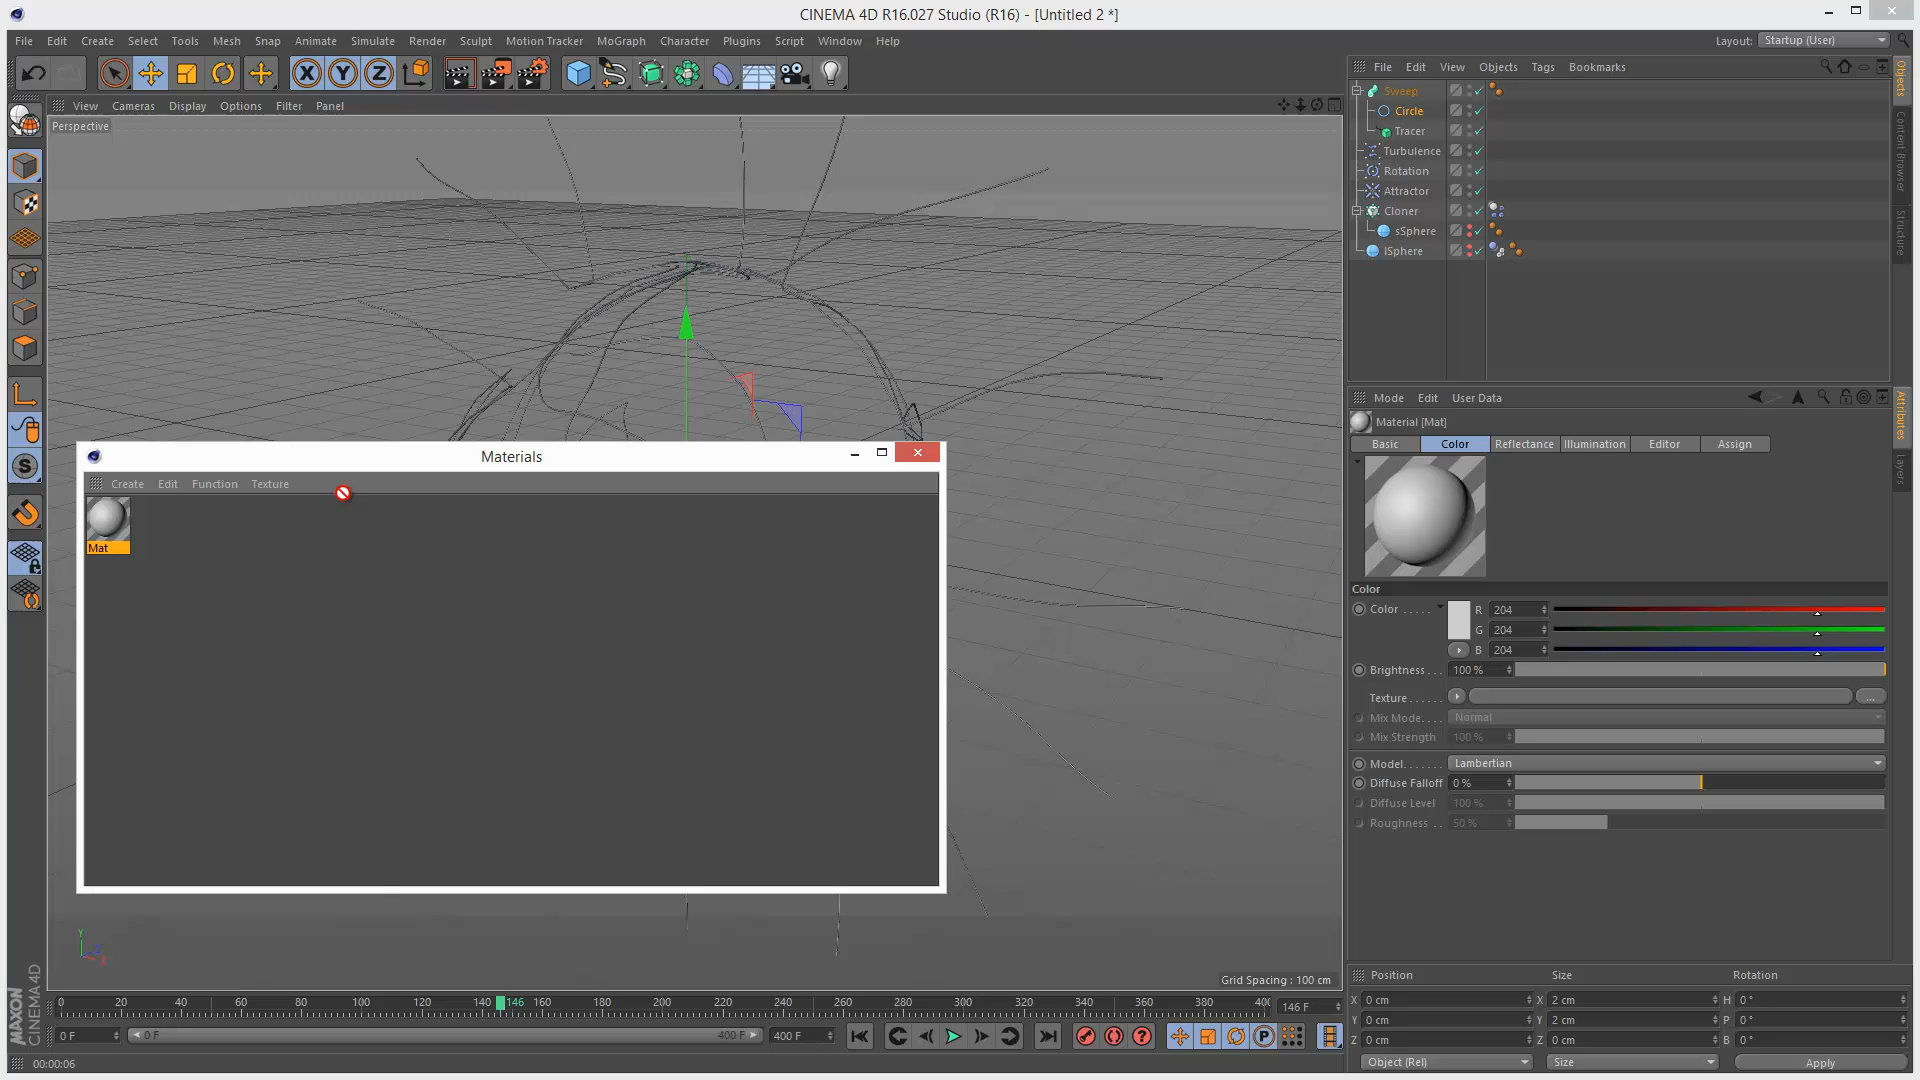 CINEMA 4D R16.027 Studio (R16) - [Untitled 2 *]
File Edit Create Select Tools Mesh Snap Animate Simulate Render Sculpt Motion Tracker MoGraph Character Plugins Script Window Help
Layout: Startup (User)
X Y Z
File Edit View Objects Tags Bookmarks
View Cameras Display Options Filter Panel
Perspective
Sweep
Circle
Tracer
Turbulence
Rotation
Attractor
Cloner
sSphere
lSphere
Objects
Content Browser
Structure
Mode Edit User Data
Attributes
Layers
Material [Mat]
Basic Color Reflectance Illumination Editor Assign
Materials
Create Edit Function Texture
Mat
Color
Color . . . . . R 204
G 204
B 204
Brightness . . . 100 %
Texture . . . . . . ...
Mix Mode. . . . Normal
Mix Strength 100 %
Model. . . . . . . Lambertian
Diffuse Falloff 0 %
Diffuse Level 100 %
Roughness . . 50 %
S
Y
X
Grid Spacing : 100 cm
Position Size Rotation
X 0 cm X 2 cm H 0 °
Y 0 cm Y 2 cm P 0 °
Z 0 cm Z 0 cm B 0 °
Object (Rel) Size Apply
0 20 40 60 80 100 120 140 146 160 180 200 220 240 260 280 300 320 340 360 380 40 146 F
0 F 0 F 400 F 400 F ? P
MAXON
CINEMA 4D
00:00:06